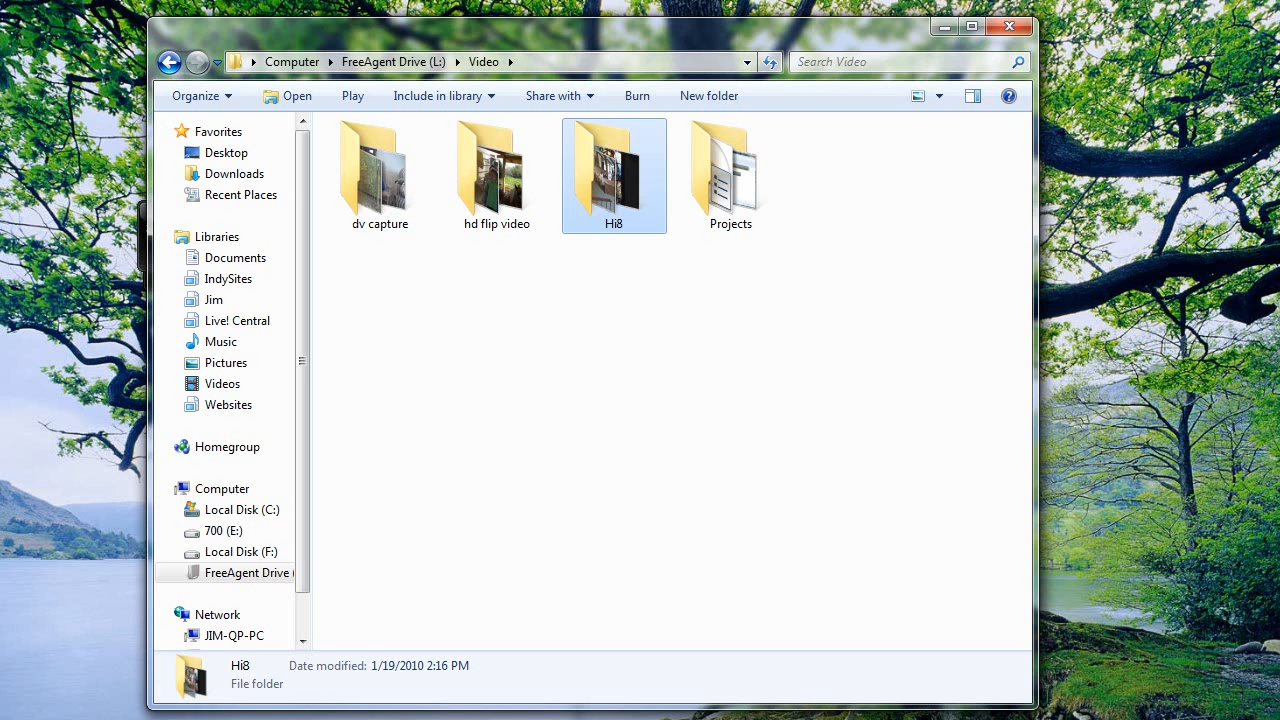 Computer FreeAgent Drive (L:) Video
Search Video
Organize Open Play Include in library Share with Burn New folder
Favorites
Desktop
Downloads
Recent Places
Libraries
Documents
IndySites
Jim
Live! Central
Music
Pictures
Videos
Websites
Homegroup
Computer
Local Disk (C:)
700 (E:)
Local Disk (F:)
FreeAgent Drive (
Network
JIM-QP-PC
dv capture hd flip video Hi8 Projects
Hi8 Date modified: 1/19/2010 2:16 PM
File folder